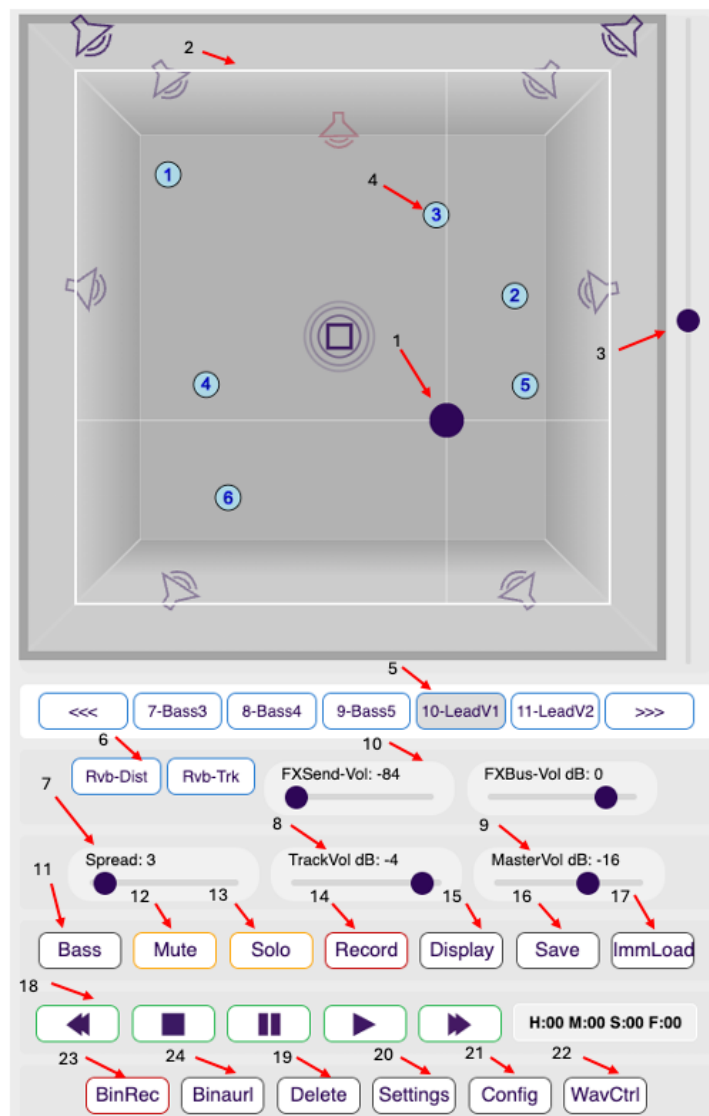 2
1
4
3
2
1
3
4
5
6
5
<<<
7-Bass3
8-Bass4
9-Bass5
10-LeadV1
11-LeadV2
>>>
6
10
Rvb-Dist
Rvb-Trk
FXSend-Vol: -84
FXBus-Vol dB: 0
7
8
9
Spread: 3
TrackVol dB: -4
MasterVol dB: -16
11
12
13
14
15
16
17
Bass
Mute
Solo
Record
Display
Save
ImmLoad
18
H:00 M:00 S:00 F:00
23
24
19
20
21
22
BinRec
Binaurl
Delete
Settings
Config
WavCtrl